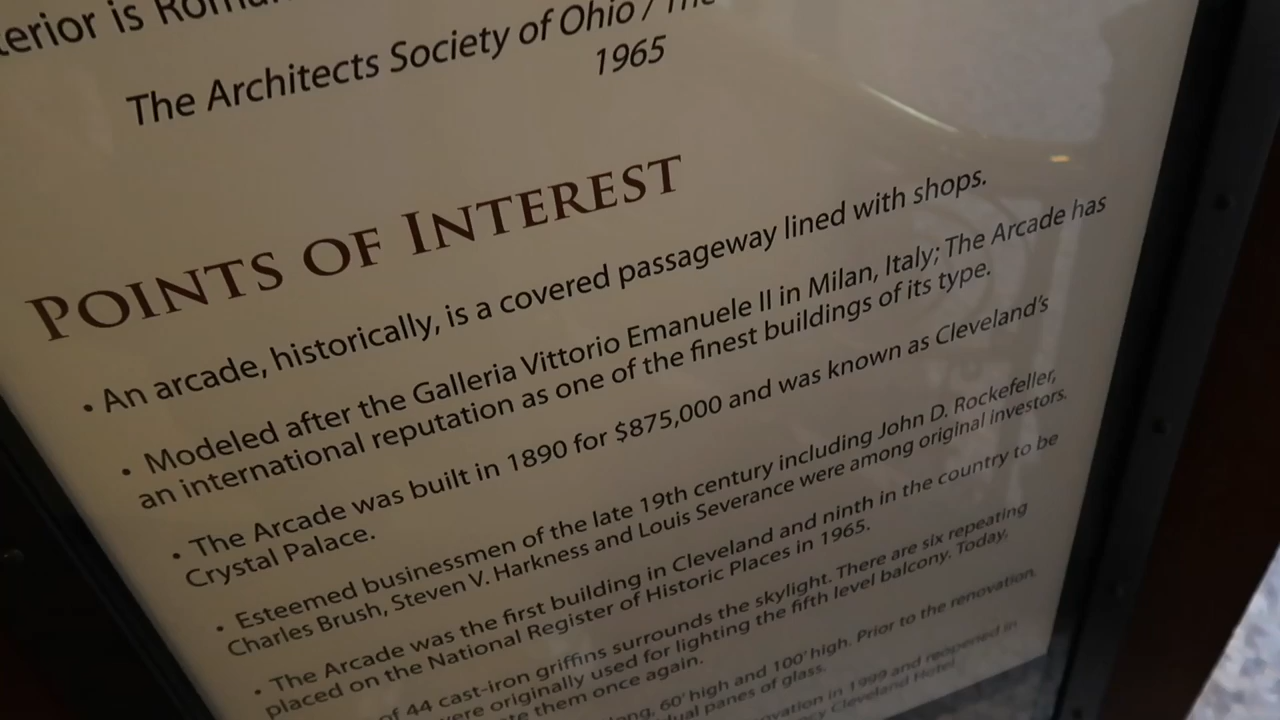 terior is Roman
The Architects Society of Ohio / The
1965
POINTS OF INTEREST
• An arcade, historically, is a covered passageway lined with shops.
• Modeled after the Galleria Vittorio Emanuele II in Milan, Italy; The Arcade has
an international reputation as one of the finest buildings of its type.
• The Arcade was built in 1890 for $875,000 and was known as Cleveland's
Crystal Palace.
• Esteemed businessmen of the late 19th century including John D. Rockefeller,
Charles Brush, Steven V. Harkness and Louis Severance were among original investors.
• The Arcade was the first building in Cleveland and ninth in the country to be
placed on the National Register of Historic Places in 1965.
of 44 cast-iron griffins surrounds the skylight. There are six repeating
were originally used for lighting the fifth level balcony. Today,
them once again.
long, 60' high and 100' high. Prior to the renovation
panes of glass.
renovation in 1999 and reopened in
Cleveland Hotel